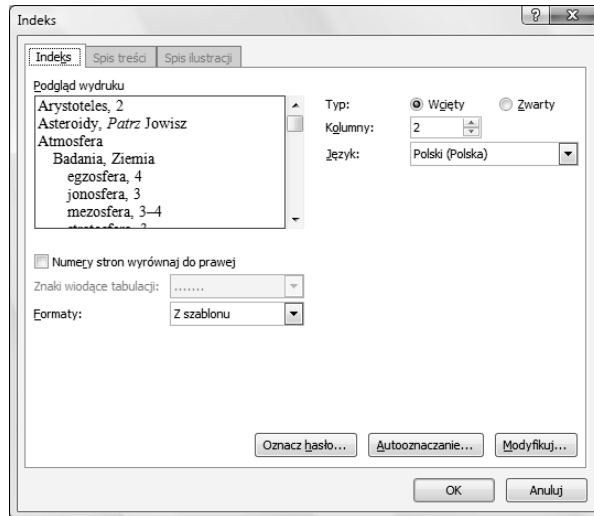 Indeks
Indeks Spis treści Spis ilustracji
Podgląd wydruku
Arystoteles, 2
Asteroidy, Patrz Jowisz
Atmosfera
Badania, Ziemia
egzosfera, 4
jonosfera, 3
mezosfera, 3–4
Typ: Wcięty Zwarty
Kolumny: 2
Język: Polski (Polska)
Numery stron wyrównaj do prawej
Znaki wiodące tabulacji: .......
Formaty: Z szablonu
Oznacz hasło... Autooznaczanie... Modyfikuj...
OK Anuluj